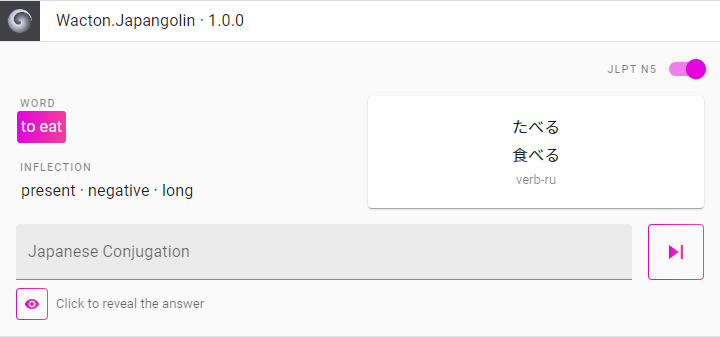 Wacton.Japangolin · 1.0.0
JLPT N5
WORD
to eat
INFLECTION
present · negative · long
たべる
食べる
verb-ru
Japanese Conjugation
Click to reveal the answer